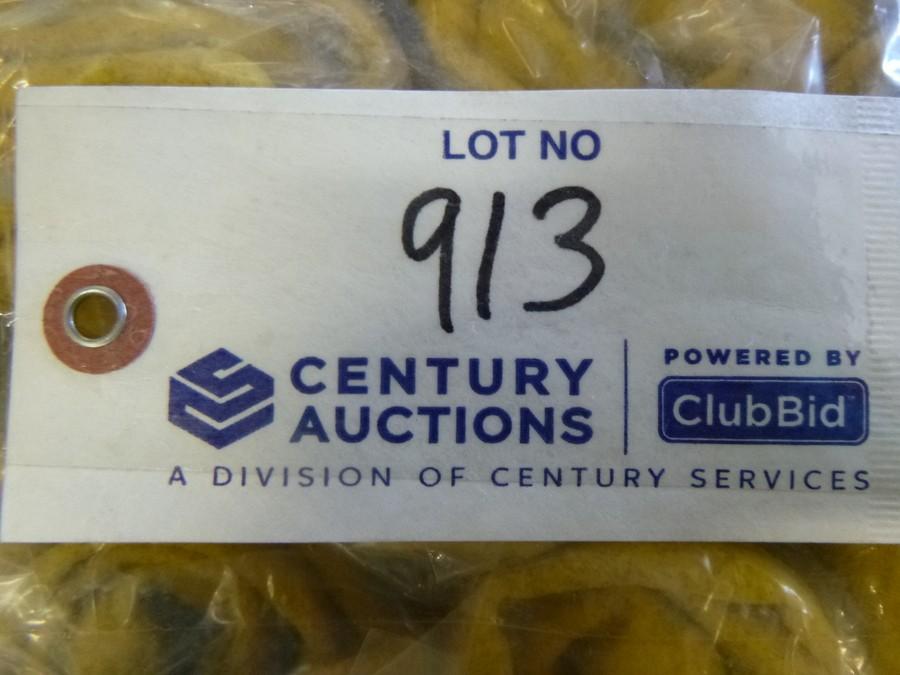 LOT NO
913
CENTURY
AUCTIONS
POWERED BY
ClubBid
A DIVISION OF CENTURY SERVICES